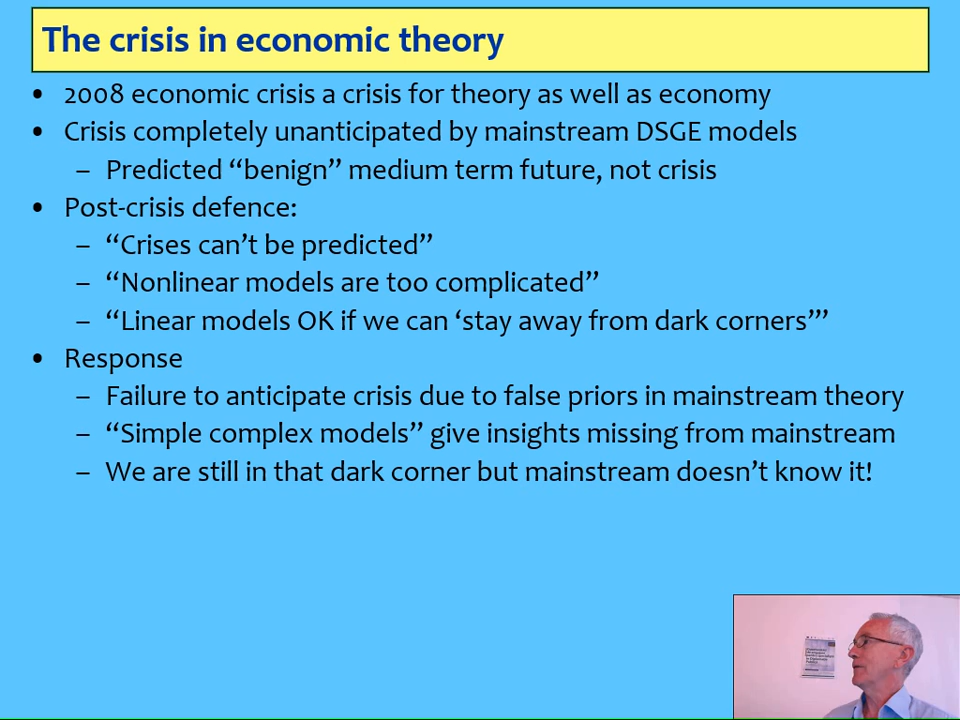 The crisis in economic theory
• 2008 economic crisis a crisis for theory as well as economy
• Crisis completely unanticipated by mainstream DSGE models
– Predicted “benign” medium term future, not crisis
• Post-crisis defence:
– “Crises can’t be predicted”
– “Nonlinear models are too complicated”
– “Linear models OK if we can ‘stay away from dark corners’”
• Response
– Failure to anticipate crisis due to false priors in mainstream theory
– “Simple complex models” give insights missing from mainstream
– We are still in that dark corner but mainstream doesn’t know it!